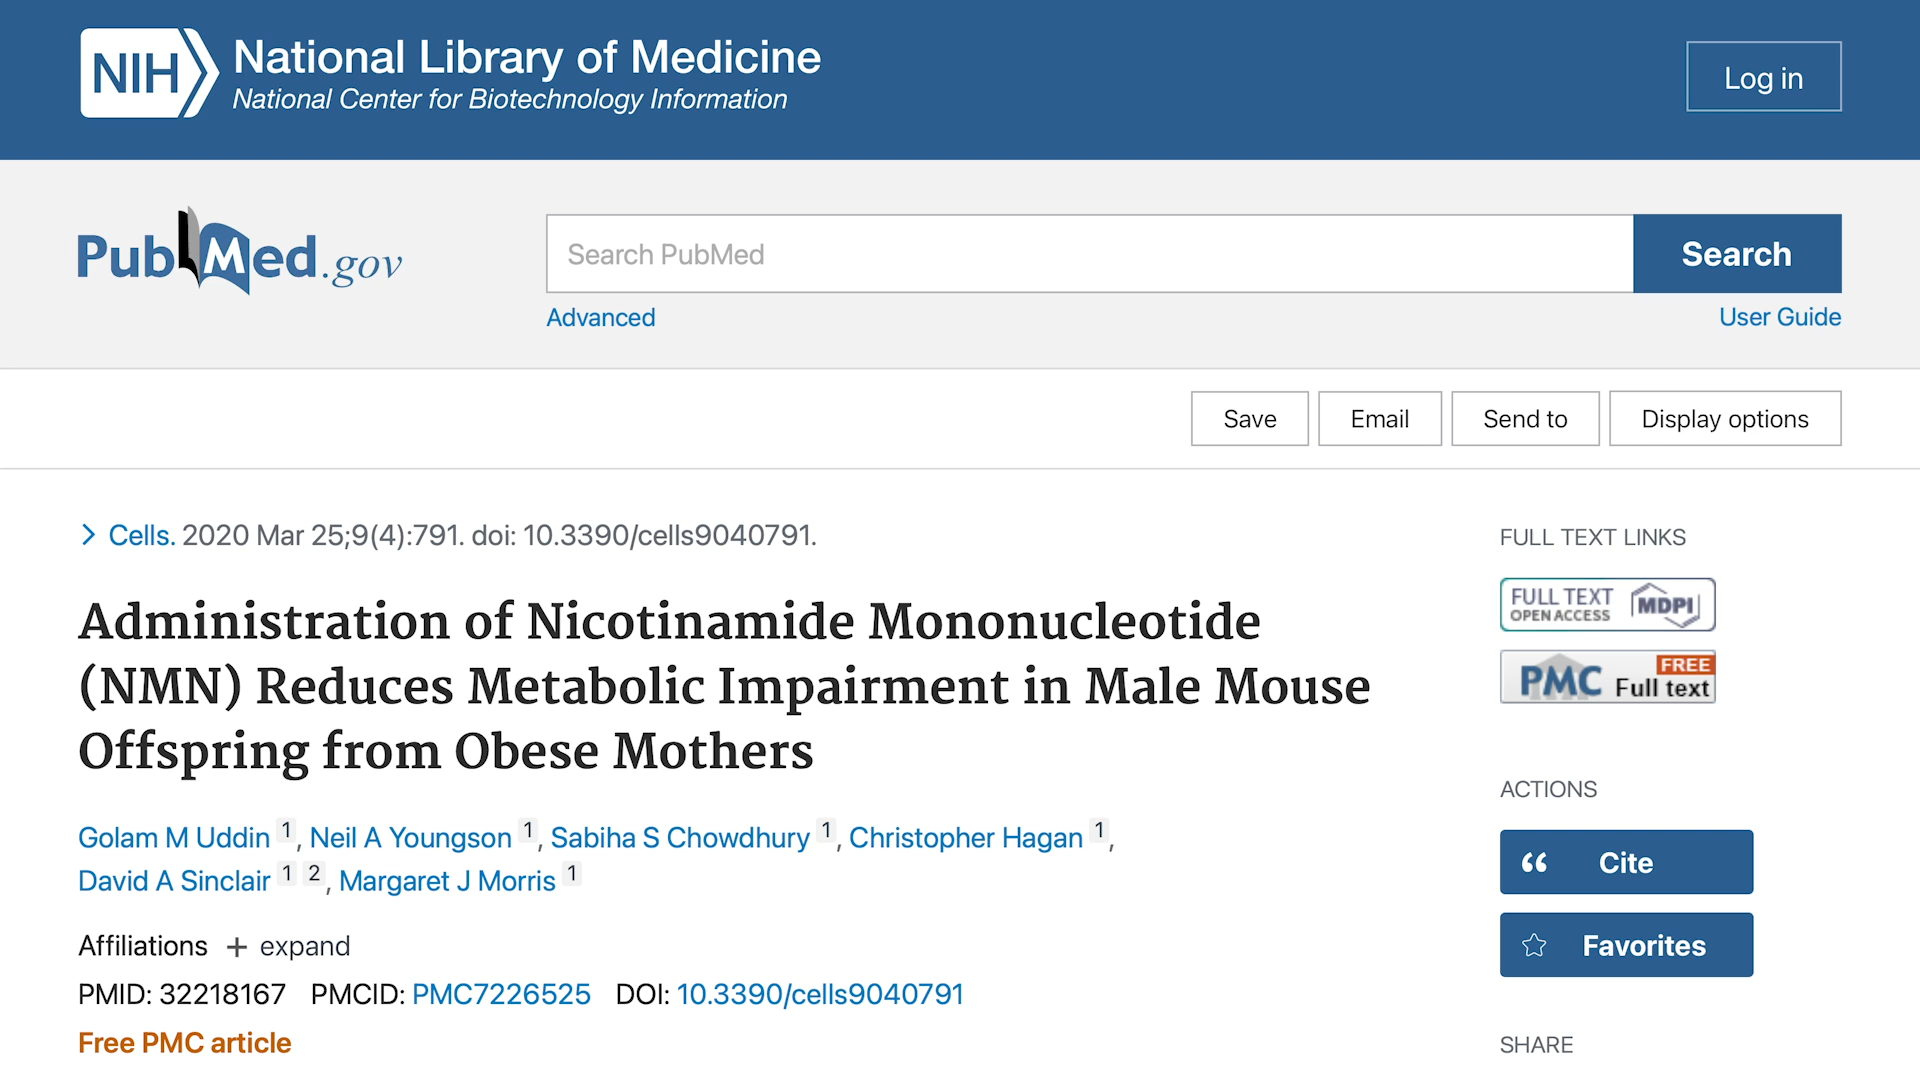 NIH National Library of Medicine
National Center for Biotechnology Information
Log in
PubMed.gov
Search PubMed
Search
Advanced
User Guide
Save
Email
Send to
Display options
Cells. 2020 Mar 25;9(4):791. doi: 10.3390/cells9040791.
Administration of Nicotinamide Mononucleotide
(NMN) Reduces Metabolic Impairment in Male Mouse
Offspring from Obese Mothers
Golam M Uddin 1, Neil A Youngson 1, Sabiha S Chowdhury 1, Christopher Hagan 1,
David A Sinclair 1 2, Margaret J Morris 1
Affiliations + expand
PMID: 32218167 PMCID: PMC7226525 DOI: 10.3390/cells9040791
Free PMC article
FULL TEXT LINKS
FULL TEXT
OPEN ACCESS
MDPI
PMC
FREE
Full text
ACTIONS
Cite
Favorites
SHARE